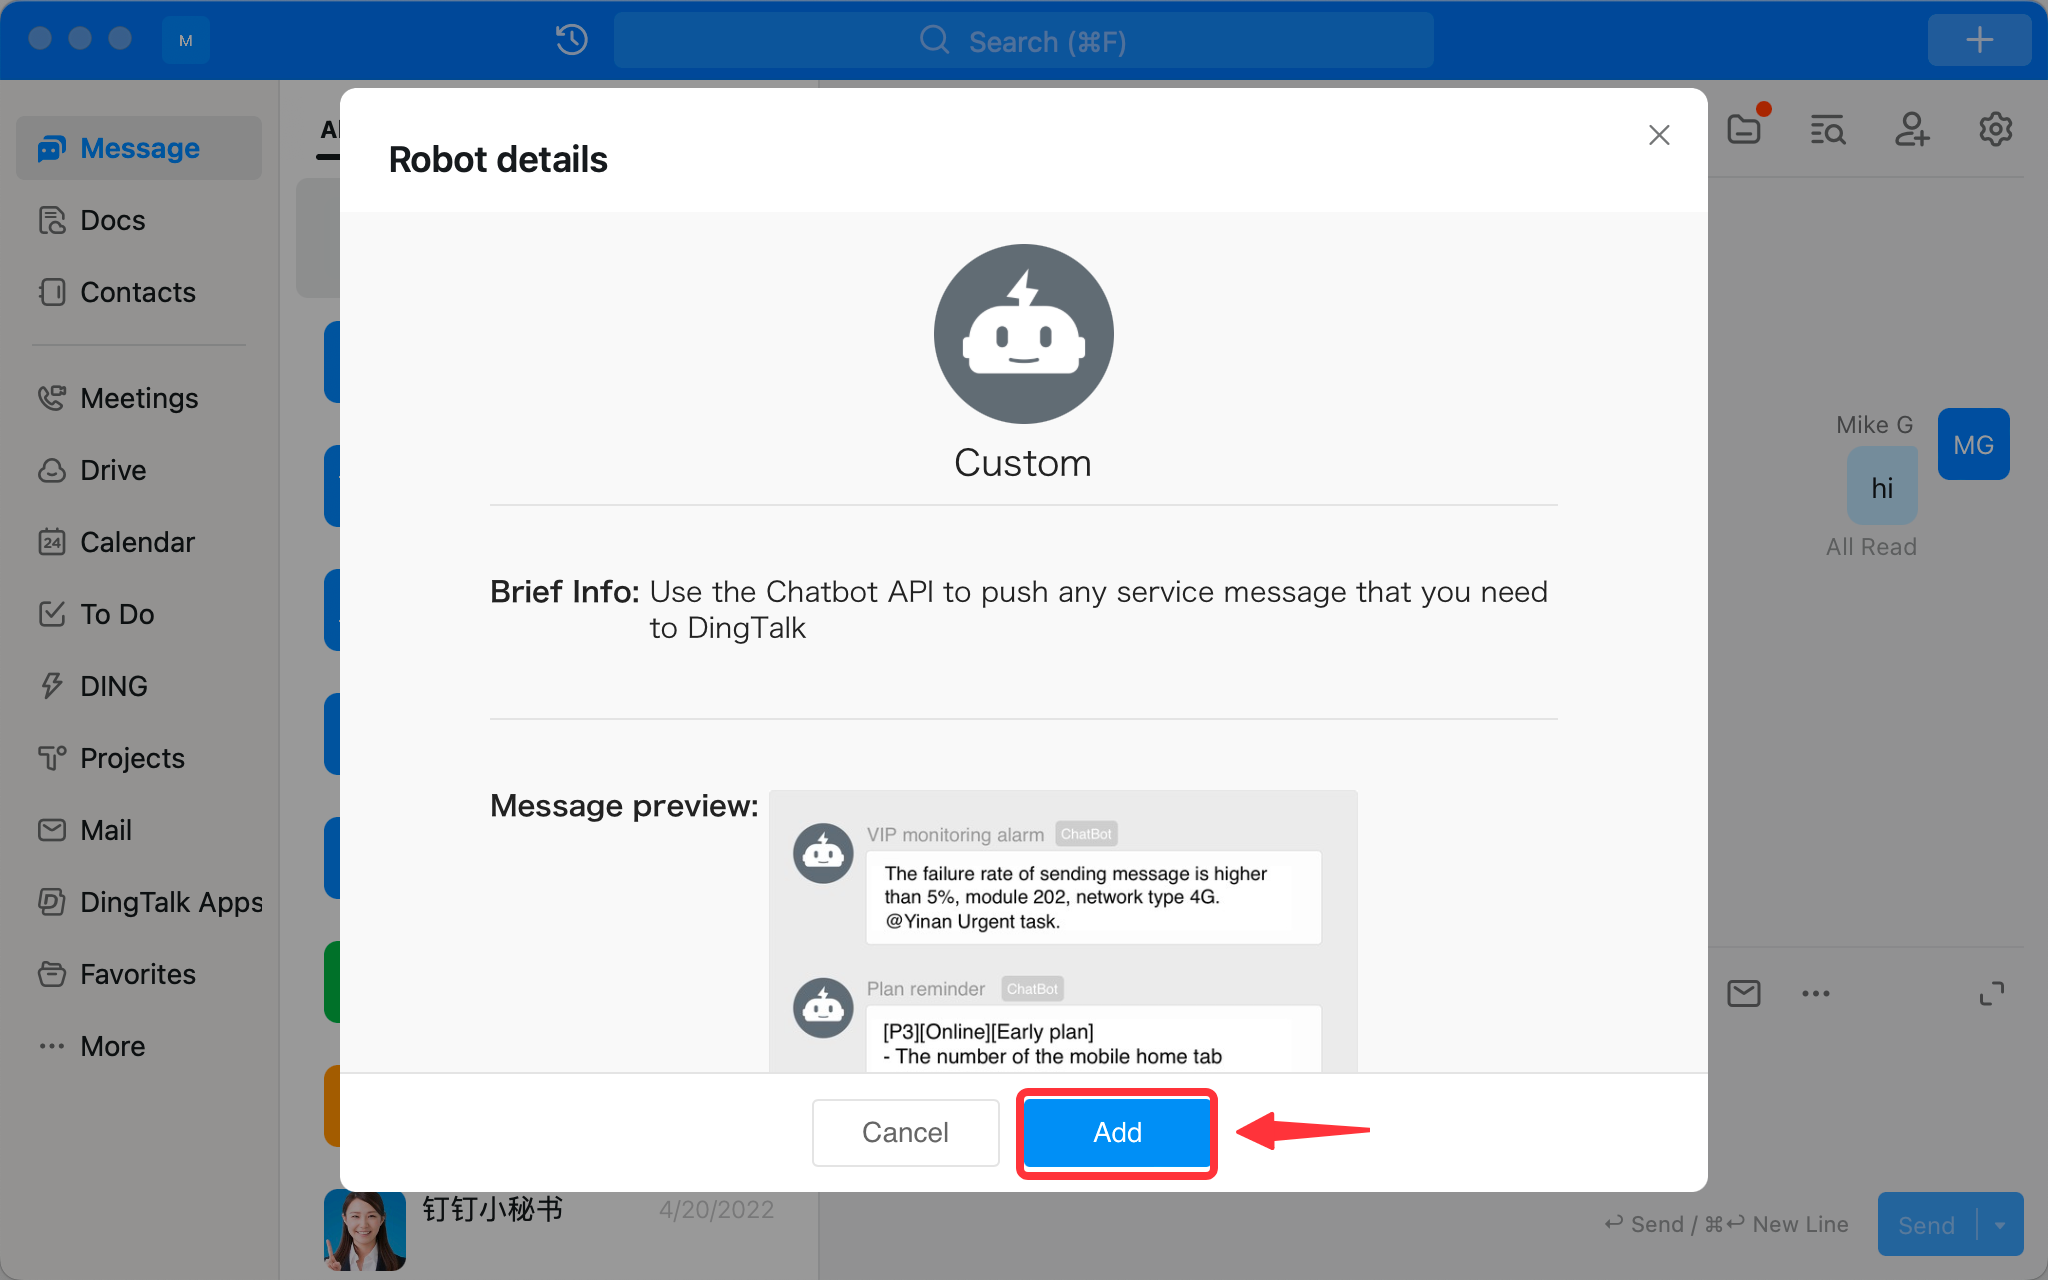 M
Search (⌘F)
Message
Docs
Contacts
Meetings
Drive
24
Calendar
To Do
DING
Projects
Mail
DingTalk Apps
Favorites
More
Robot details
Custom
Brief Info: Use the Chatbot API to push any service message that you need
to DingTalk
Message preview:
VIP monitoring alarm ChatBot
The failure rate of sending message is higher
than 5%, module 202, network type 4G.
@Yinan Urgent task.
Plan reminder ChatBot
[P3][Online][Early plan]
- The number of the mobile home tab
Cancel
Add
钉钉小秘书
4/20/2022
Mike G
MG
hi
All Read
↩ Send / ⌘↩ New Line
Send